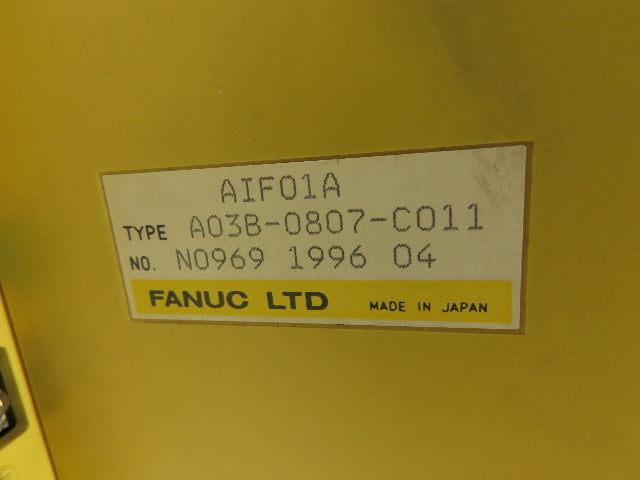 AIF01A
TYPE A03B-0807-C011
NO. N0969 1996 04
FANUC LTD MADE IN JAPAN